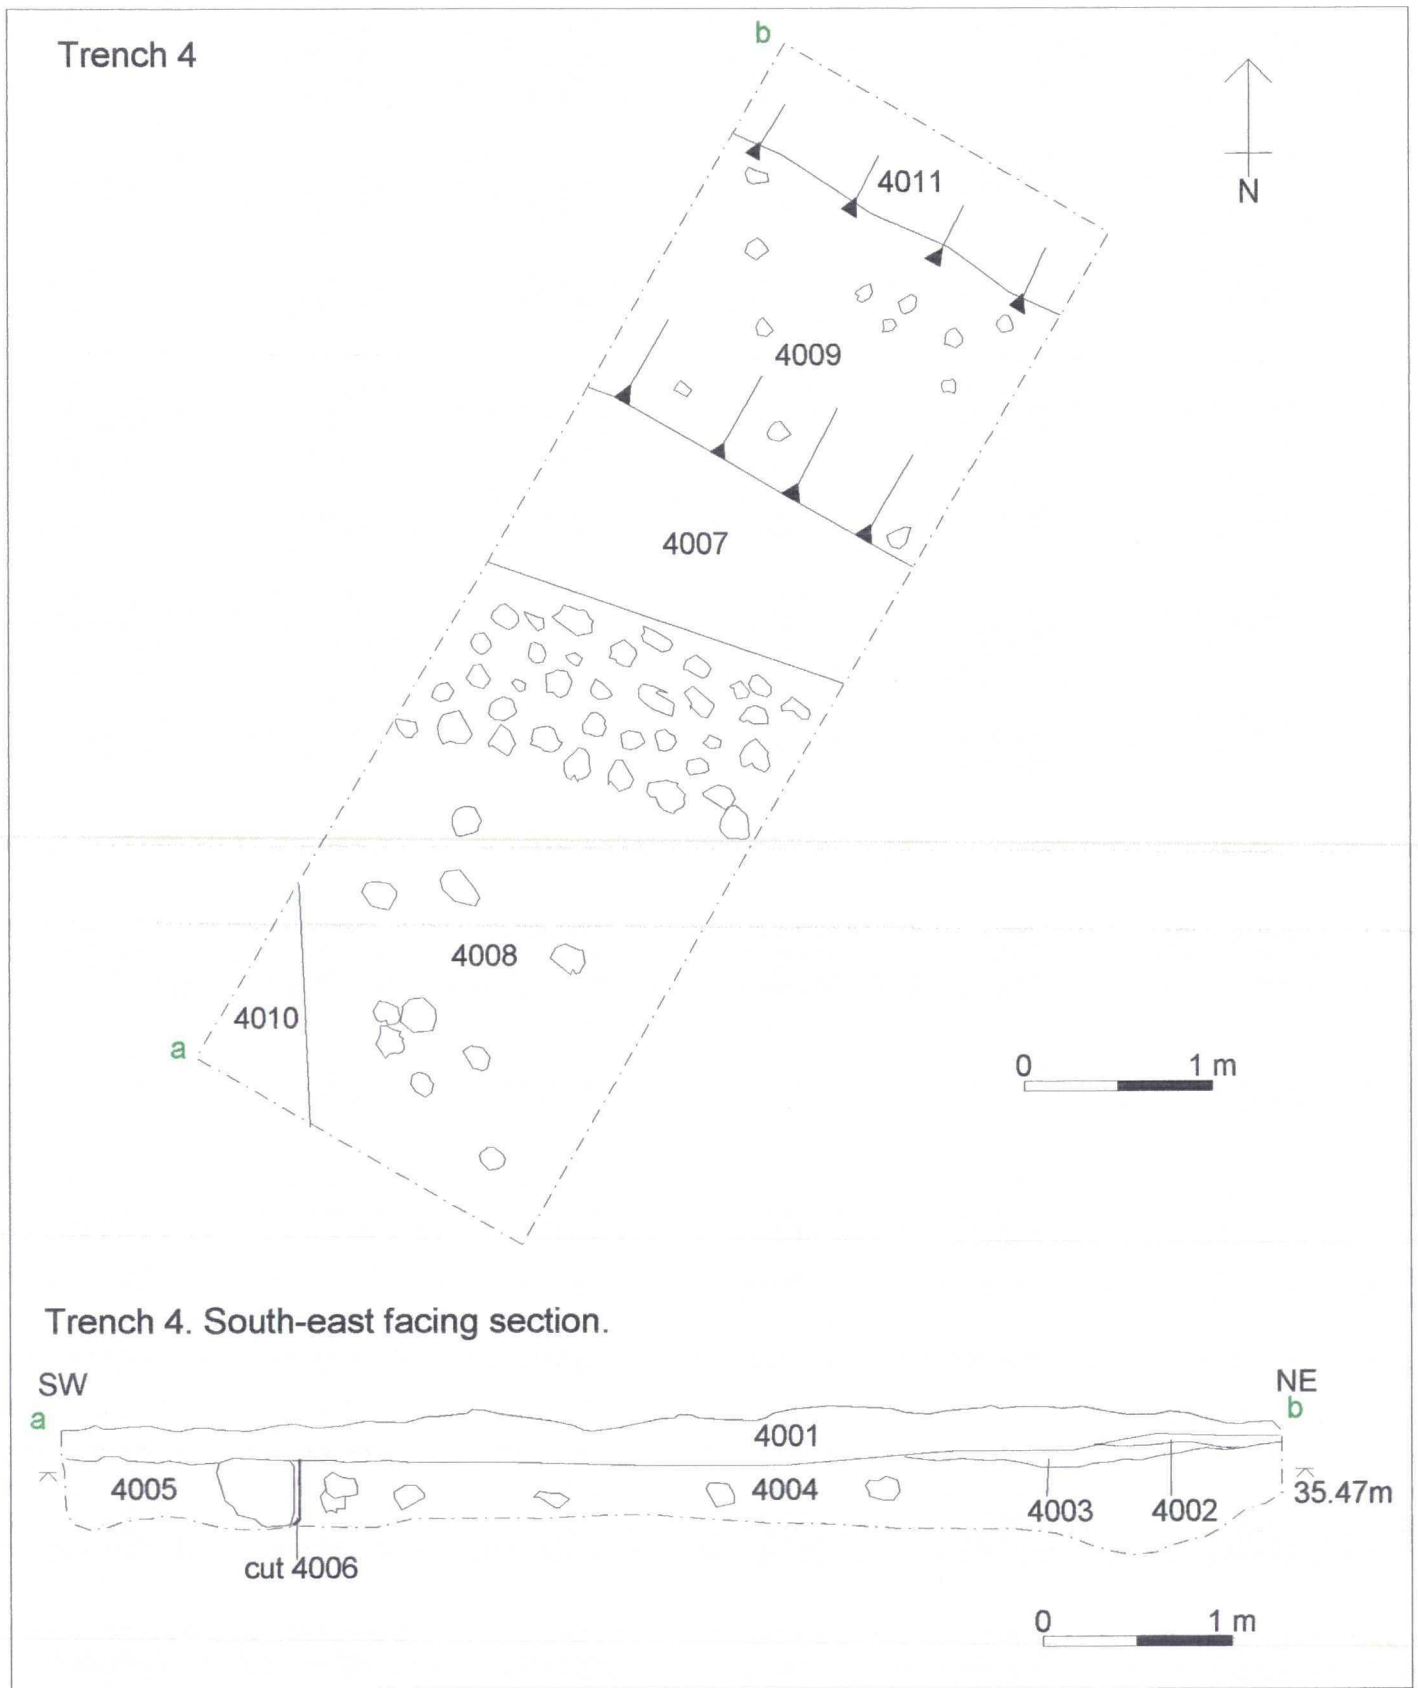 Trench 4
b
N
4011
4009
4007
4008
4010
a
0 1 m
Trench 4. South-east facing section.
SW NE
a b
4001
4005 4004 35.47m
4003 4002
cut 4006
0 1 m